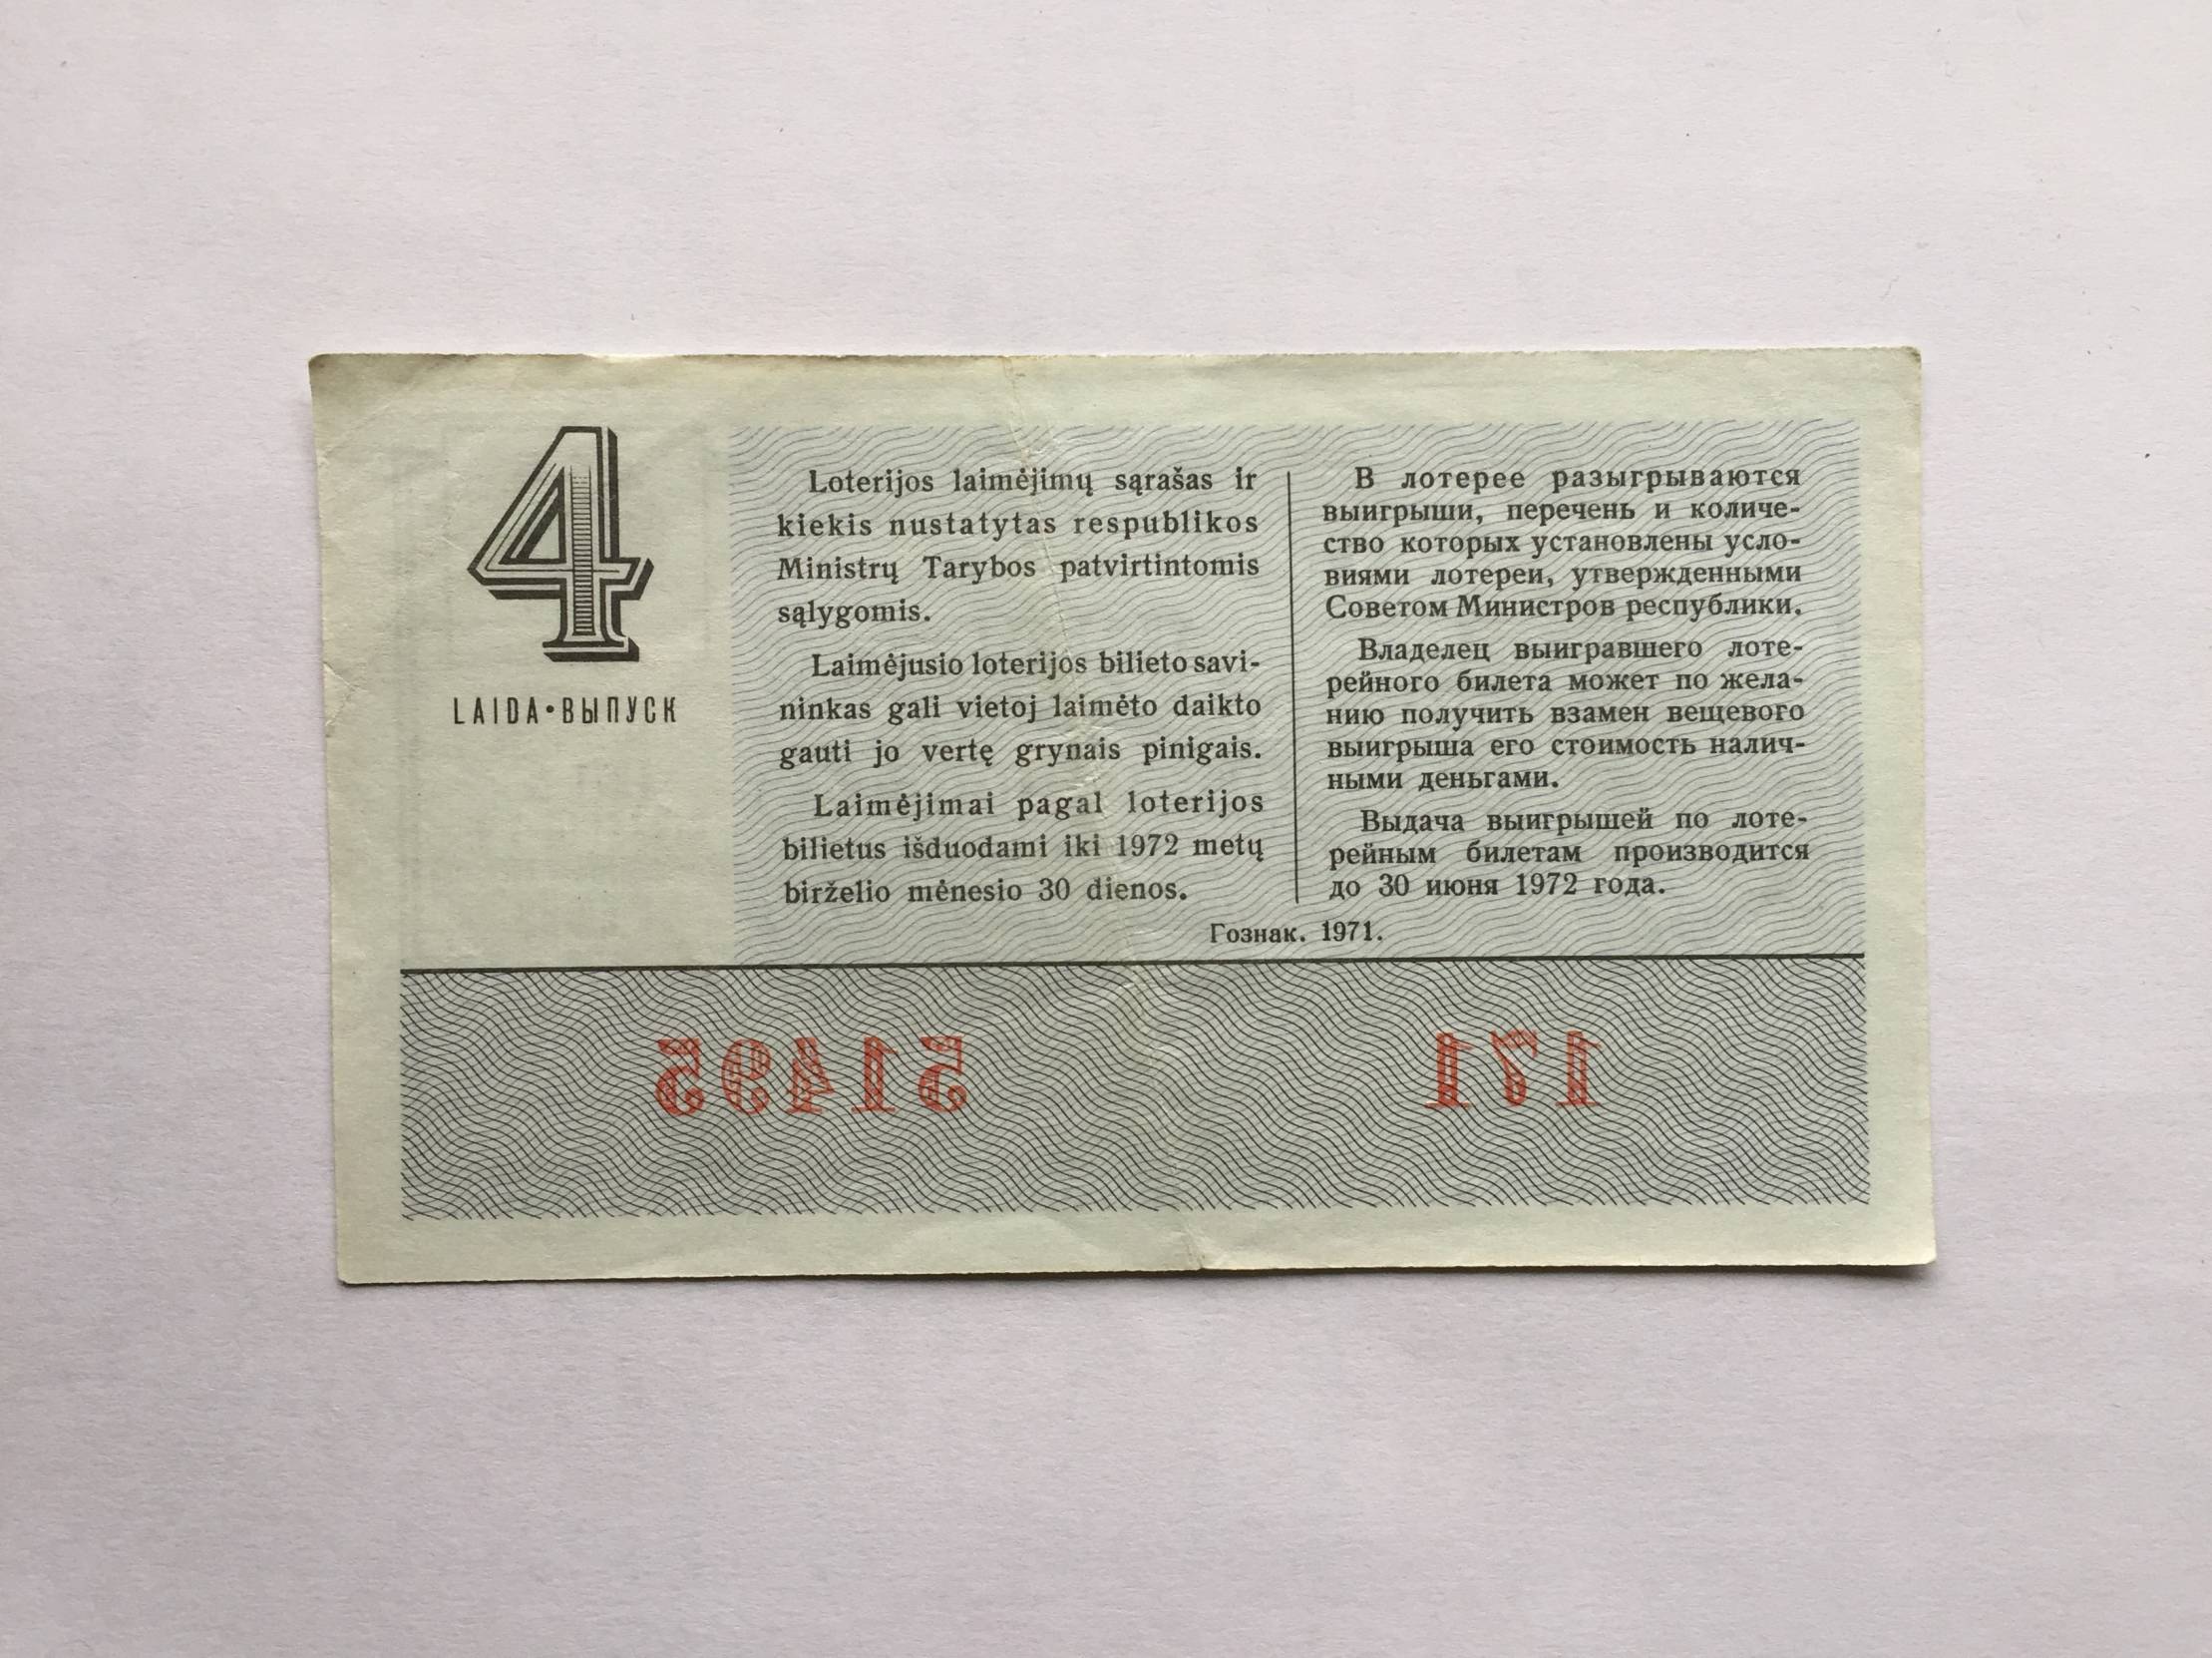 4
LAIDA • ВЫПУСК
Loterijos laimėjimų sąrašas ir
kiekis nustatytas respublikos
Ministrų Tarybos patvirtintomis
sąlygomis.
Laimėjusio loterijos bilieto savi-
ninkas gali vietoj laimėto daikto
gauti jo vertę grynais pinigais.
Laimėjimai pagal loterijos
bilietus išduodami iki 1972 metų
birželio mėnesio 30 dienos.
В лотерее разыгрываются
выигрыши, перечень и количе-
ство которых установлены усло-
виями лотереи, утвержденными
Советом Министров республики.
Владелец выигравшего лоте-
рейного билета может по жела-
нию получить взамен вещевого
выигрыша его стоимость налич-
ными деньгами.
Выдача выигрышей по лоте-
рейным билетам производится
до 30 июня 1972 года.
Гознак. 1971.
51495
171